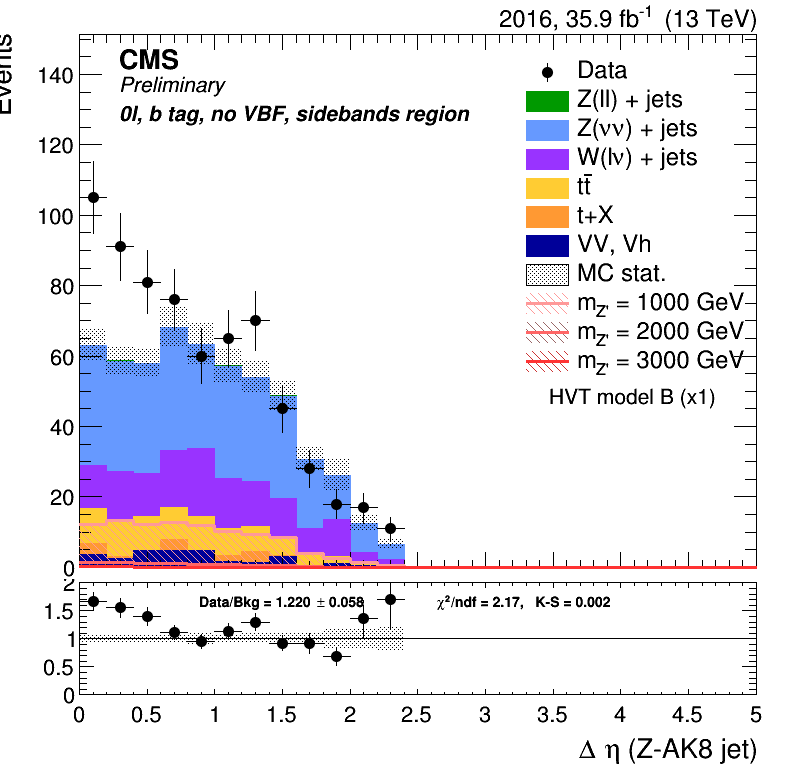 2016, 35.9 fb⁻¹ (13 TeV)
Events
CMS
Preliminary
0l, b tag, no VBF, sidebands region
Data
Z(ll) + jets
Z(νν) + jets
W(lν) + jets
tt̄
t+X
VV, Vh
MC stat.
m_Z' = 1000 GeV
m_Z' = 2000 GeV
m_Z' = 3000 GeV
HVT model B (x1)
140
120
100
80
60
40
20
0
2
1.5
1
0.5
0
Data/Bkg = 1.220 ± 0.058
χ²/ndf = 2.17, K-S = 0.002
0 0.5 1 1.5 2 2.5 3 3.5 4 4.5 5
Δ η (Z-AK8 jet)